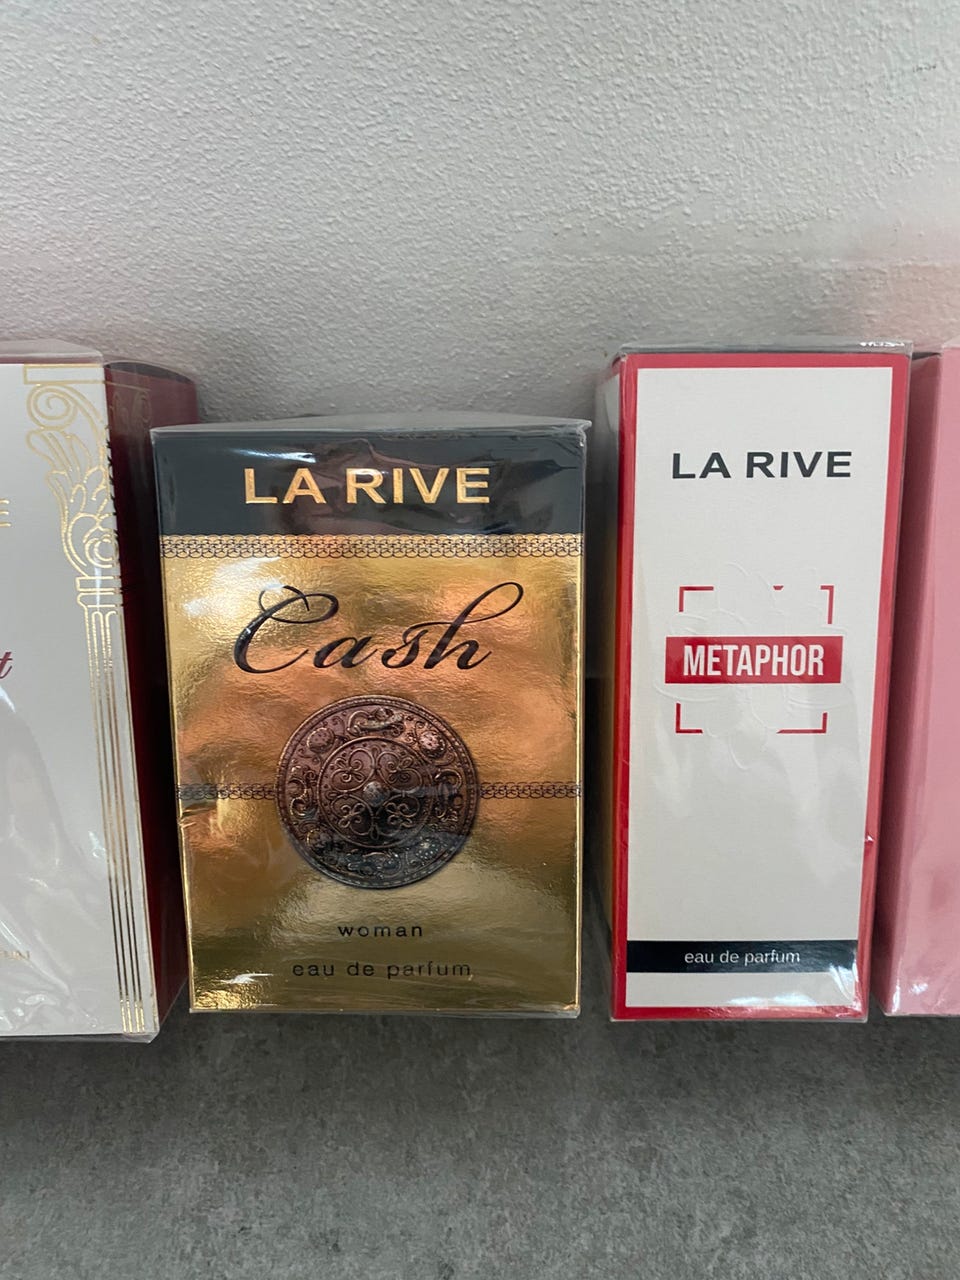 LA RIVE
Cash
woman
eau de parfum
LA RIVE
METAPHOR
eau de parfum